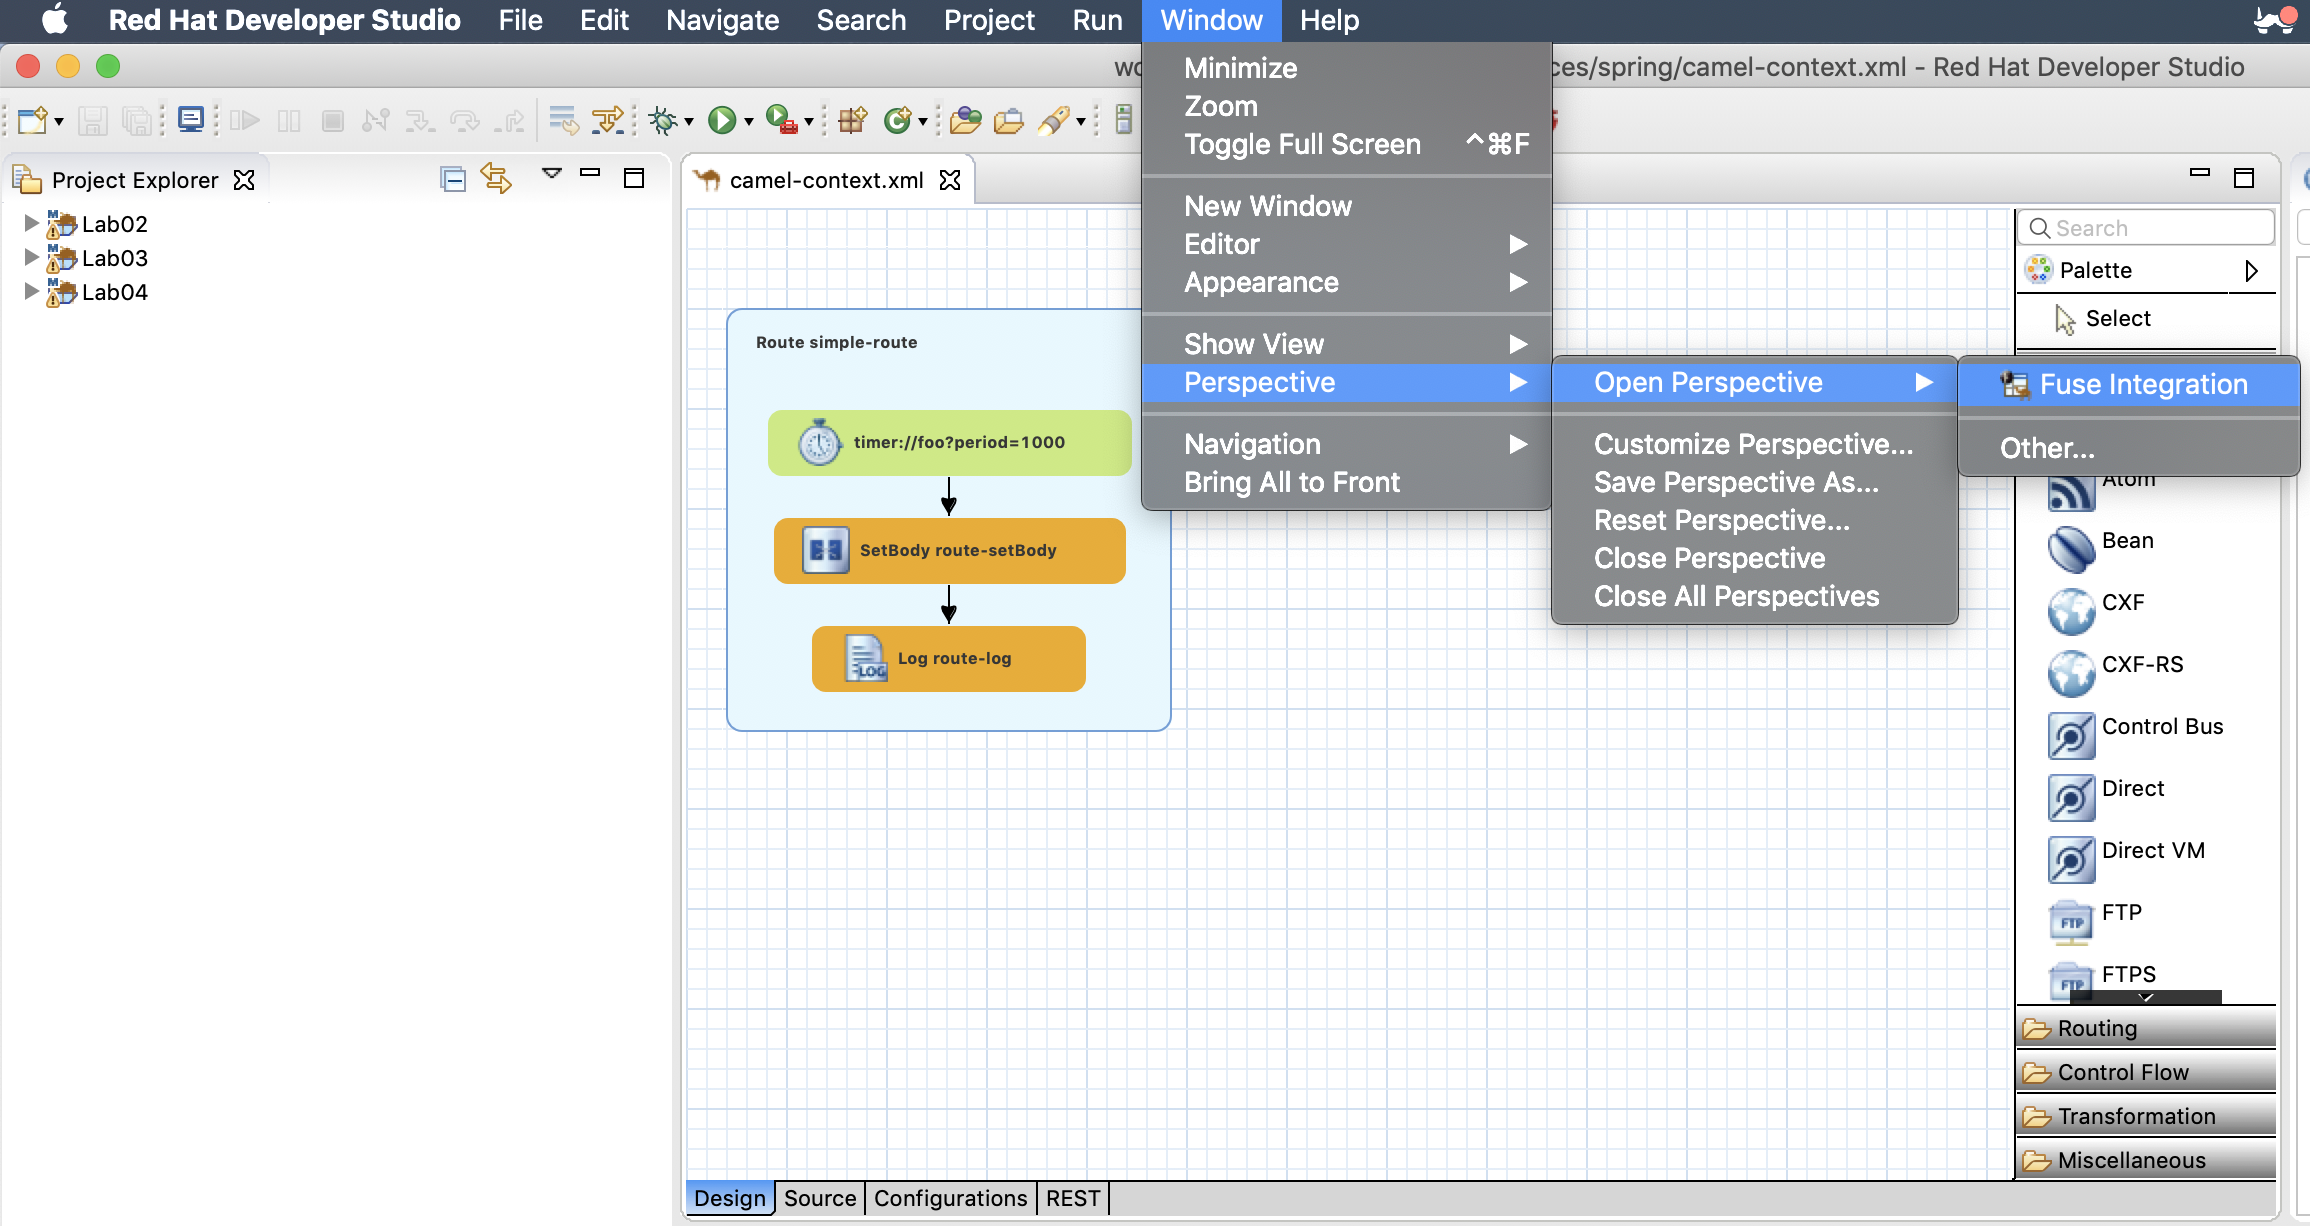 Red Hat Developer Studio File Edit Navigate Search Project Run Window Help
ces/spring/camel-context.xml - Red Hat Developer Studio
Minimize
Zoom
Toggle Full Screen ^⌘F
New Window
Editor
Appearance
Show View
Perspective
Navigation
Bring All to Front
Open Perspective
Customize Perspective...
Save Perspective As...
Reset Perspective...
Close Perspective
Close All Perspectives
Fuse Integration
Other...
Project Explorer
Lab02
Lab03
Lab04
camel-context.xml
Route simple-route
timer://foo?period=1000
SetBody route-setBody
LOG
Log route-log
Search
Palette
Select
Atom
Bean
CXF
CXF-RS
Control Bus
Direct
Direct VM
FTP
FTP
FTP
FTPS
Routing
Control Flow
Transformation
Miscellaneous
Design Source Configurations REST